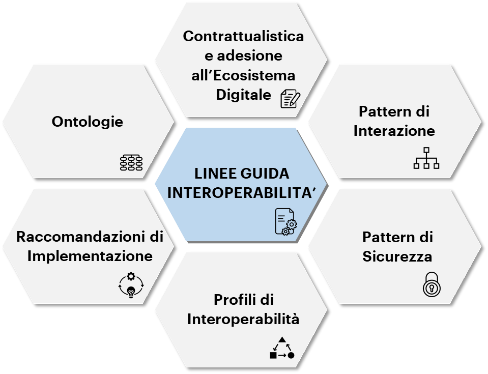 Contrattualistica
e adesione
all'Ecosistema
Digitale
Ontologie
Pattern di
Interazione
LINEE GUIDA
INTEROPERABILITA'
Raccomandazioni di
Implementazione
Pattern di
Sicurezza
Profili di
Interoperabilità